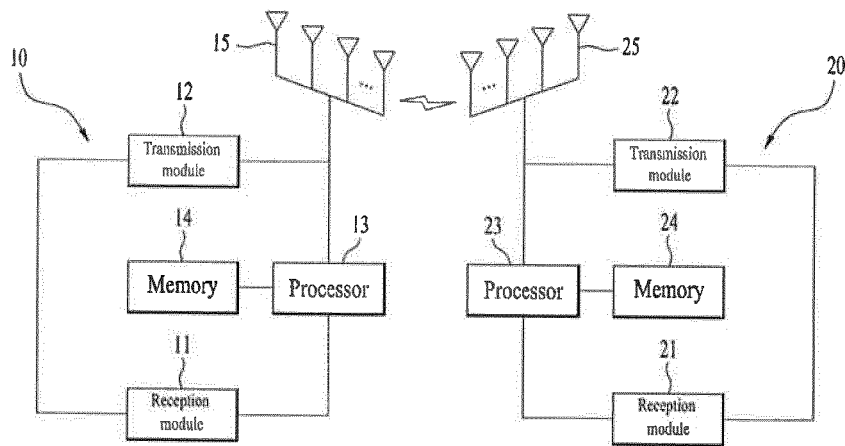 15
25
10
20
12
22
Transmission
module
Transmission
module
...
...
14
13
23
24
Memory
Processor
Processor
Memory
11
21
Reception
module
Reception
module